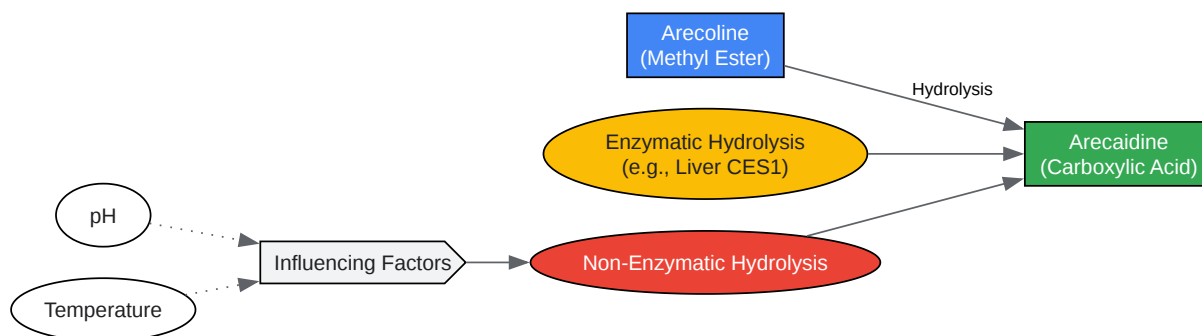 Arecoline
(Methyl Ester)
Hydrolysis
Enzymatic Hydrolysis
(e.g., Liver CES1)
Arecaidine
(Carboxylic Acid)
pH
Influencing Factors
Non-Enzymatic Hydrolysis
Temperature